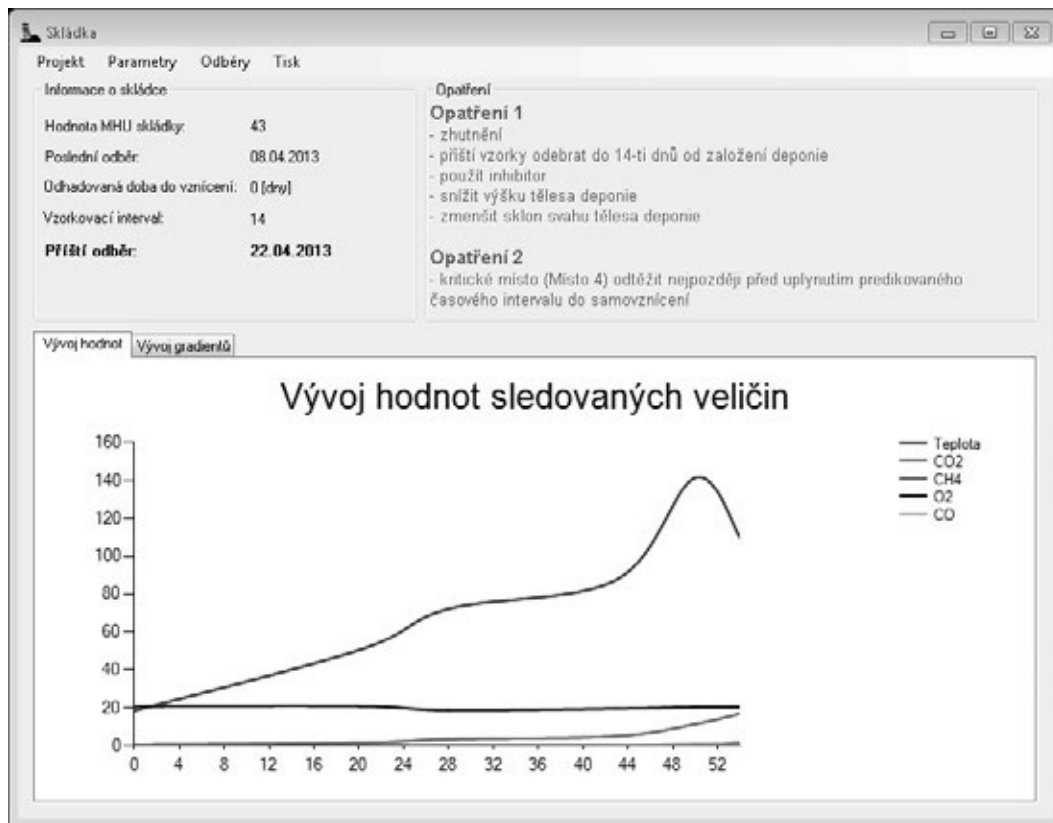 Skládka
Projekt Parametry Odběry Tisk
Informace o skládce
Hodnota MHU skládky: 43
Poslední odběr: 08.04.2013
Odhadovaná doba do vznícení: 0 [dny]
Vzorkovací interval: 14
Příští odběr: 22.04.2013
Opatření
Opatření 1
- zhutnění
- příští vzorky odebrat do 14-ti dnů od založení deponie
- použít inhibitor
- snížit výšku tělesa deponie
- zmenšit sklon svahu tělesa deponie
Opatření 2
- kritické místo (Místo 4) odtěžit nejpozději před uplynutím predikovaného
časového intervalu do samovznícení
Vývoj hodnot Vývoj gradientů
Vývoj hodnot sledovaných veličin
160
140
120
100
80
60
40
20
0
0 4 8 12 16 20 24 28 32 36 40 44 48 52
Teplota
CO2
CH4
O2
CO